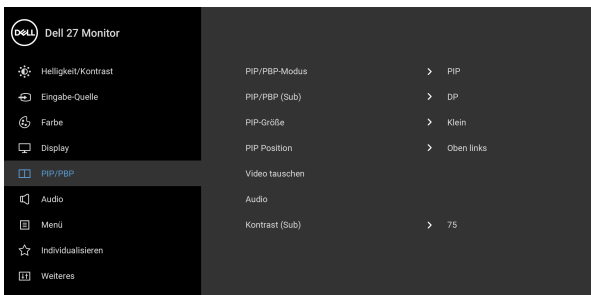 DELL Dell 27 Monitor
Helligkeit/Kontrast PIP/PBP-Modus > PIP
Eingabe-Quelle PIP/PBP (Sub) > DP
Farbe PIP-Größe > Klein
Display PIP Position > Oben links
PIP/PBP Video tauschen
Audio Audio
Menü Kontrast (Sub) > 75
Individualisieren
Weiteres